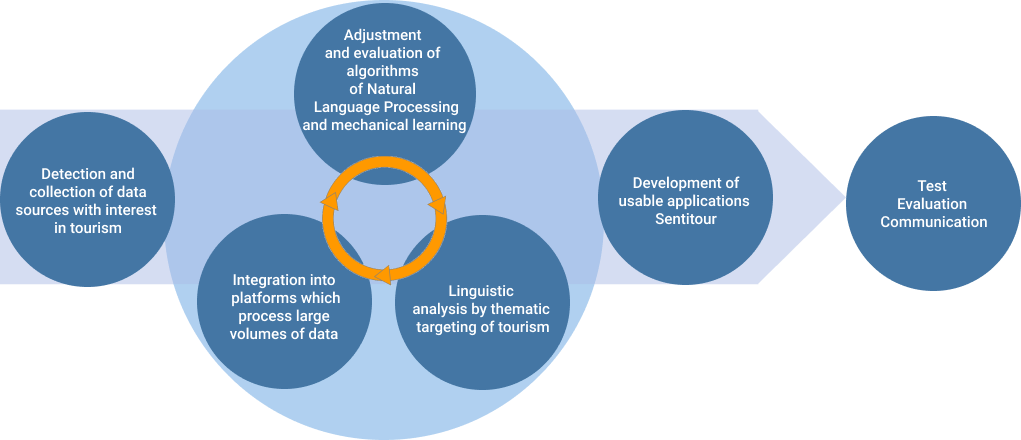 Detection and
collection of data
sources with interest
in tourism
Adjustment
and evaluation of
algorithms
of Natural
Language Processing
and mechanical learning
Integration into
platforms which
process large
volumes of data
Linguistic
analysis by thematic
targeting of tourism
Development of
usable applications
Sentitour
Test
Evaluation
Communication